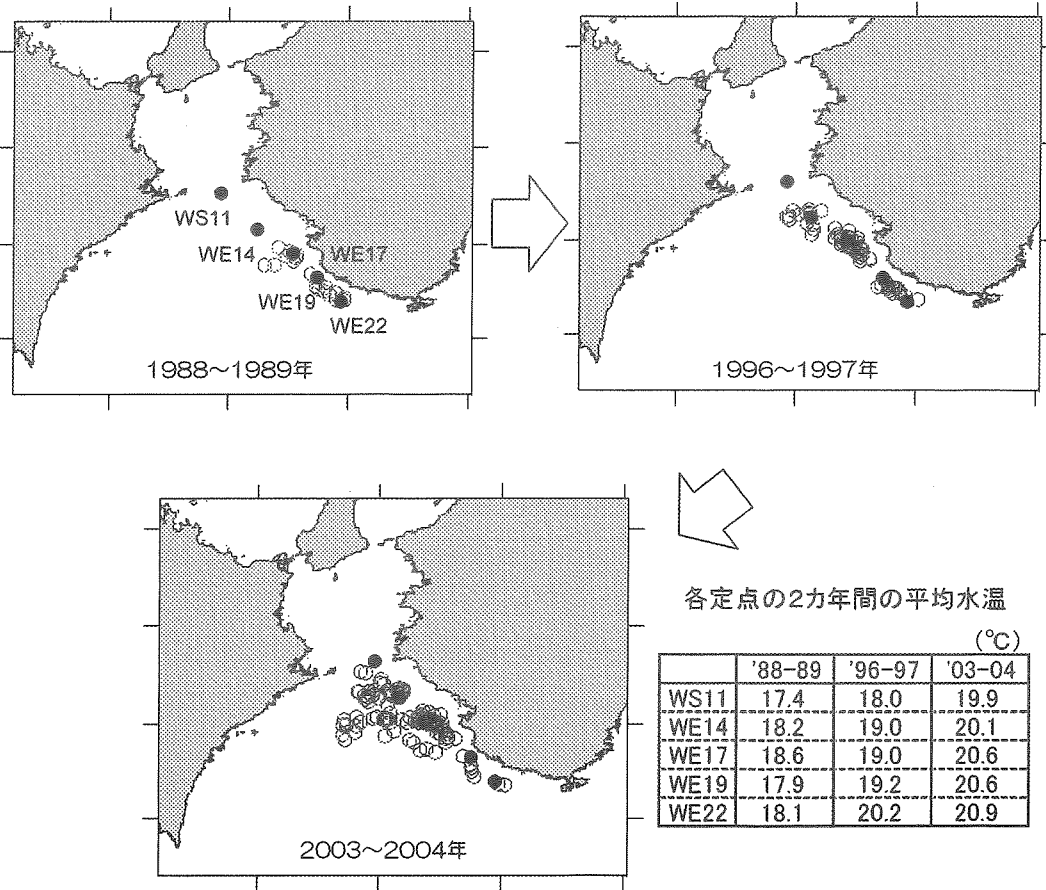 WS11
WE14
WE17
WE19
WE22
1988～1989年
1996～1997年
2003～2004年
各定点の2カ年間の平均水温
(℃)
'88-89 '96-97 '03-04
WS11 17.4 18.0 19.9
WE14 18.2 19.0 20.1
WE17 18.6 19.0 20.6
WE19 17.9 19.2 20.6
WE22 18.1 20.2 20.9